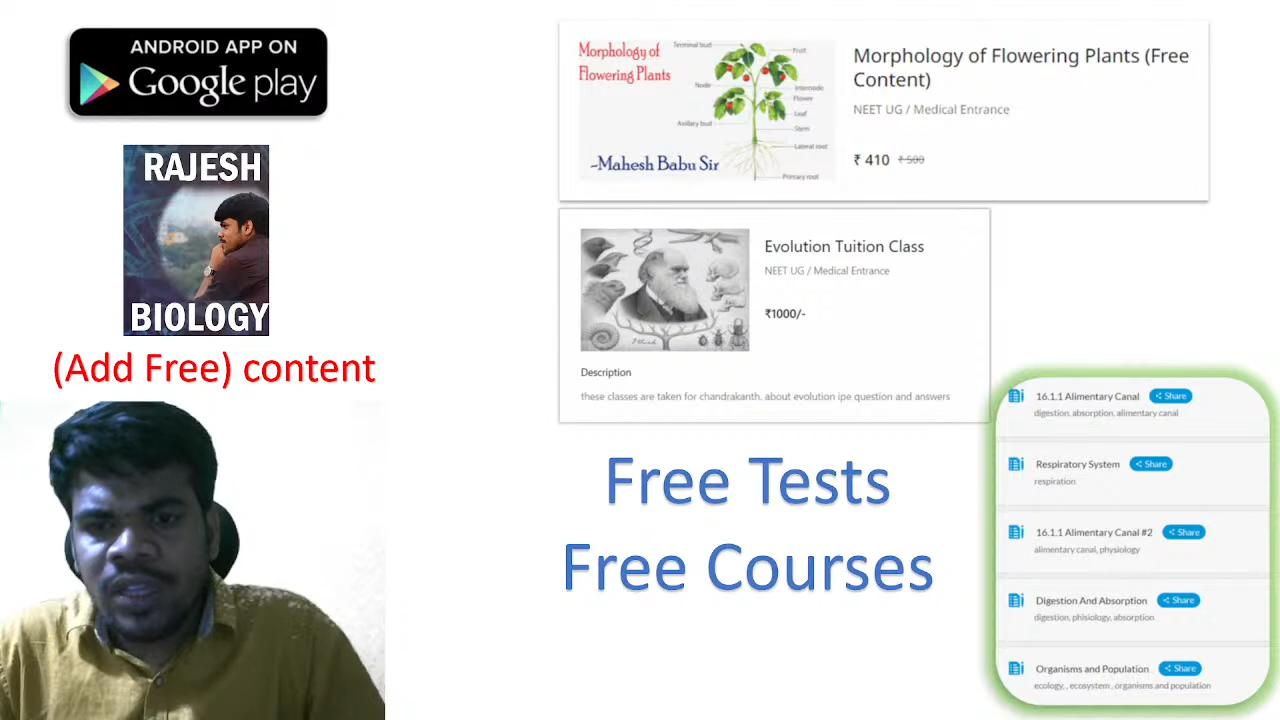 ANDROID APP ON
Google play
RAJESH
BIOLOGY
(Add Free) content
Morphology of
Flowering Plants
~Mahesh Babu Sir
Terminal bud
Fruit
Node
Internode
Flower
Leaf
Axillary bud
Stem
Lateral root
Primary root
Morphology of Flowering Plants (Free
Content)
NEET UG / Medical Entrance
₹ 410 ₹ 500
Evolution Tuition Class
NEET UG / Medical Entrance
₹1000/-
I think
Description
these classes are taken for chandrakanth. about evolution ipe question and answers
Free Tests
Free Courses
16.1.1 Alimentary Canal Share
digestion, absorption, alimentary canal
Respiratory System Share
respiration
16.1.1 Alimentary Canal #2 Share
alimentary canal, physiology
Digestion And Absorption Share
digestion, phisiology, absorption
Organisms and Population Share
ecology, , ecosystem , organisms and population